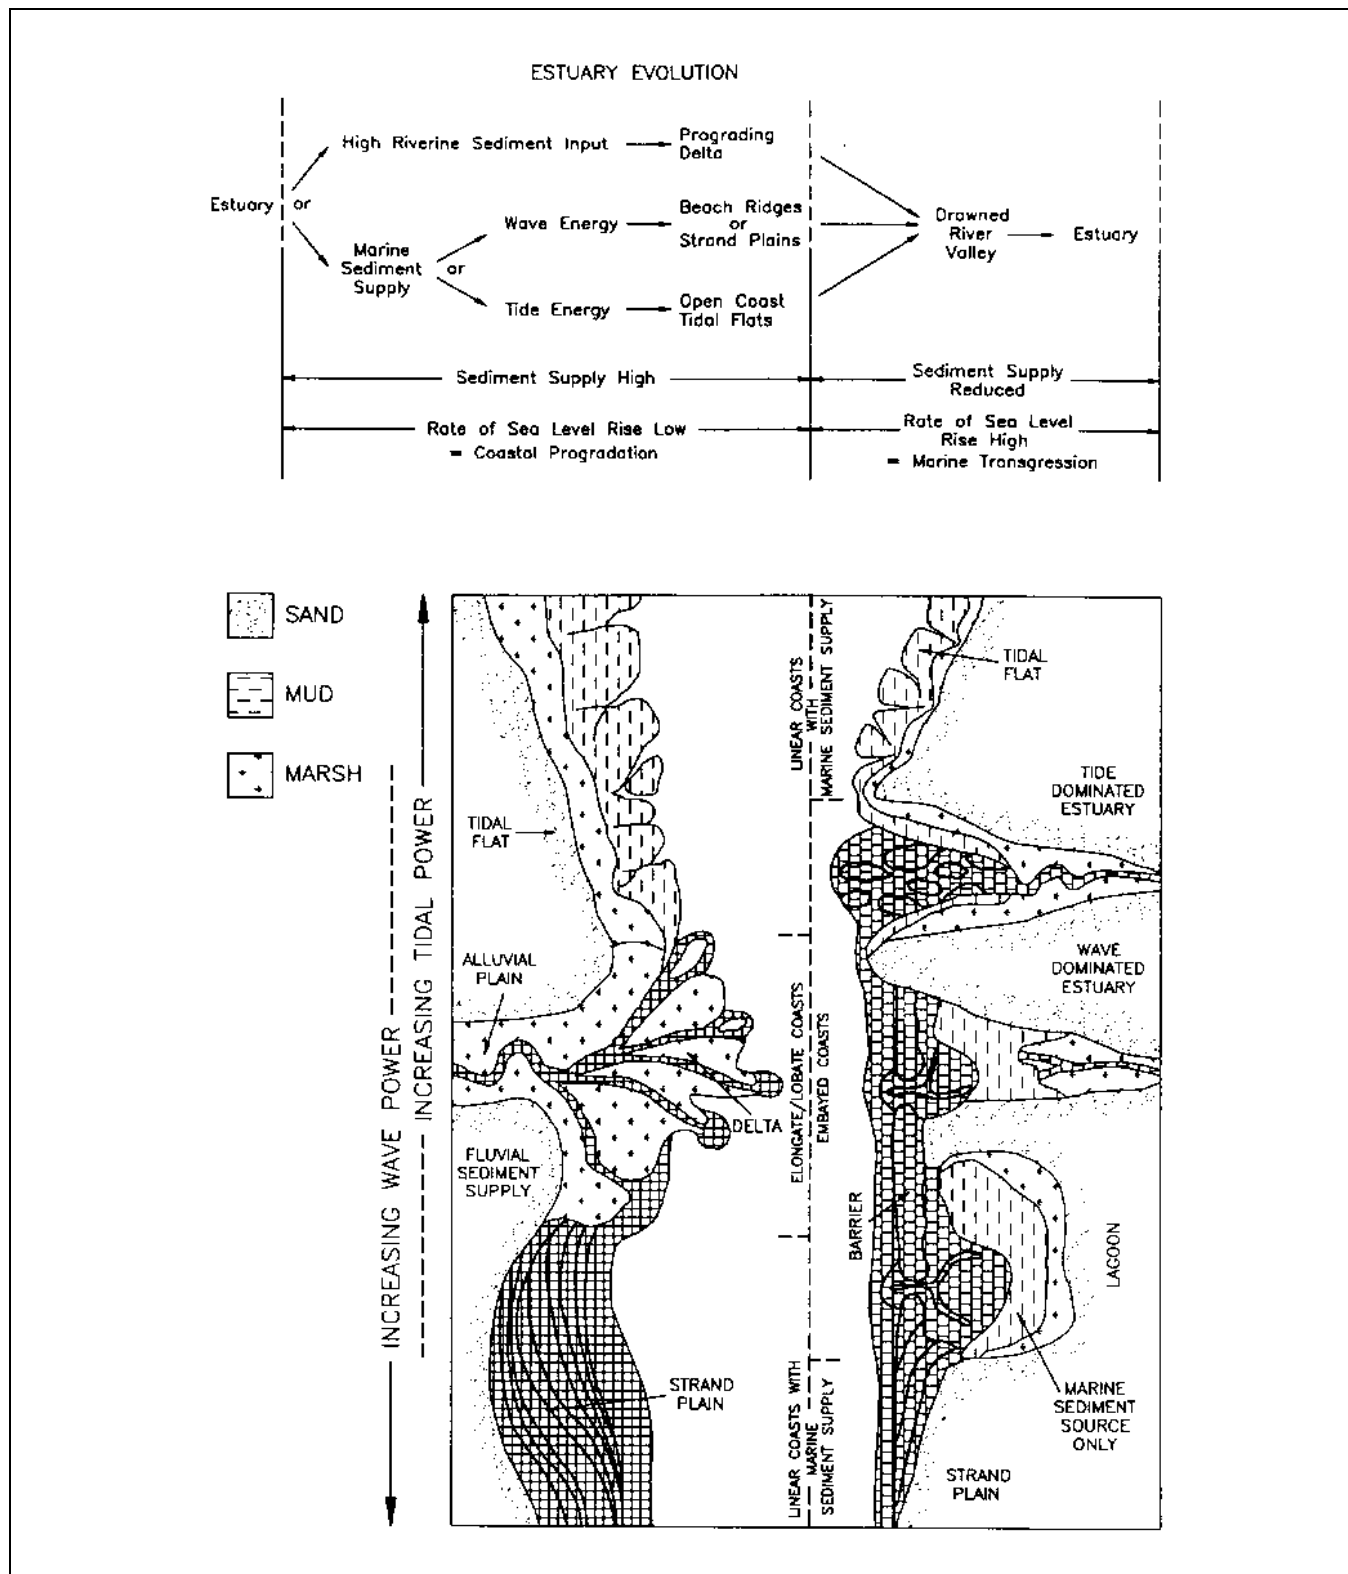 ESTUARY EVOLUTION
High Riverine Sediment Input
Prograding
Delta
Estuary
or
Wave Energy
Beach Ridges
or
Strand Plains
Marine
Sediment
Supply
or
Tide Energy
Open Coast
Tidal Flats
Drowned
River
Valley
Estuary
Sediment Supply High
Sediment Supply
Reduced
Rate of Sea Level Rise Low
= Coastal Progradation
Rate of Sea Level
Rise High
= Marine Transgression
SAND
MUD
MARSH
INCREASING WAVE POWER
INCREASING TIDAL POWER
TIDAL
FLAT
ALLUVIAL
PLAIN
DELTA
FLUVIAL
SEDIMENT
SUPPLY
STRAND
PLAIN
LINEAR COASTS
WITH
MARINE SEDIMENT SUPPLY
ELONGATE/LOBATE COASTS
EMBAYED COASTS
LINEAR COASTS WITH
MARINE
SEDIMENT SUPPLY
TIDAL
FLAT
TIDE
DOMINATED
ESTUARY
WAVE
DOMINATED
ESTUARY
BARRIER
LAGOON
MARINE
SEDIMENT
SOURCE
ONLY
STRAND
PLAIN